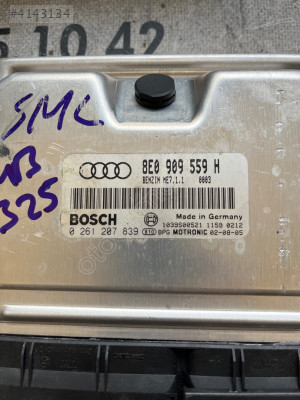 #4143134
5 10 42
SMC
325
8E0 909 559 H
BENZIN ME7.1.1 0003
BOSCH
Made in Germany
1039S00521 1159 0212
0 261 207 839
BPG MOTRONIC 02-08-05